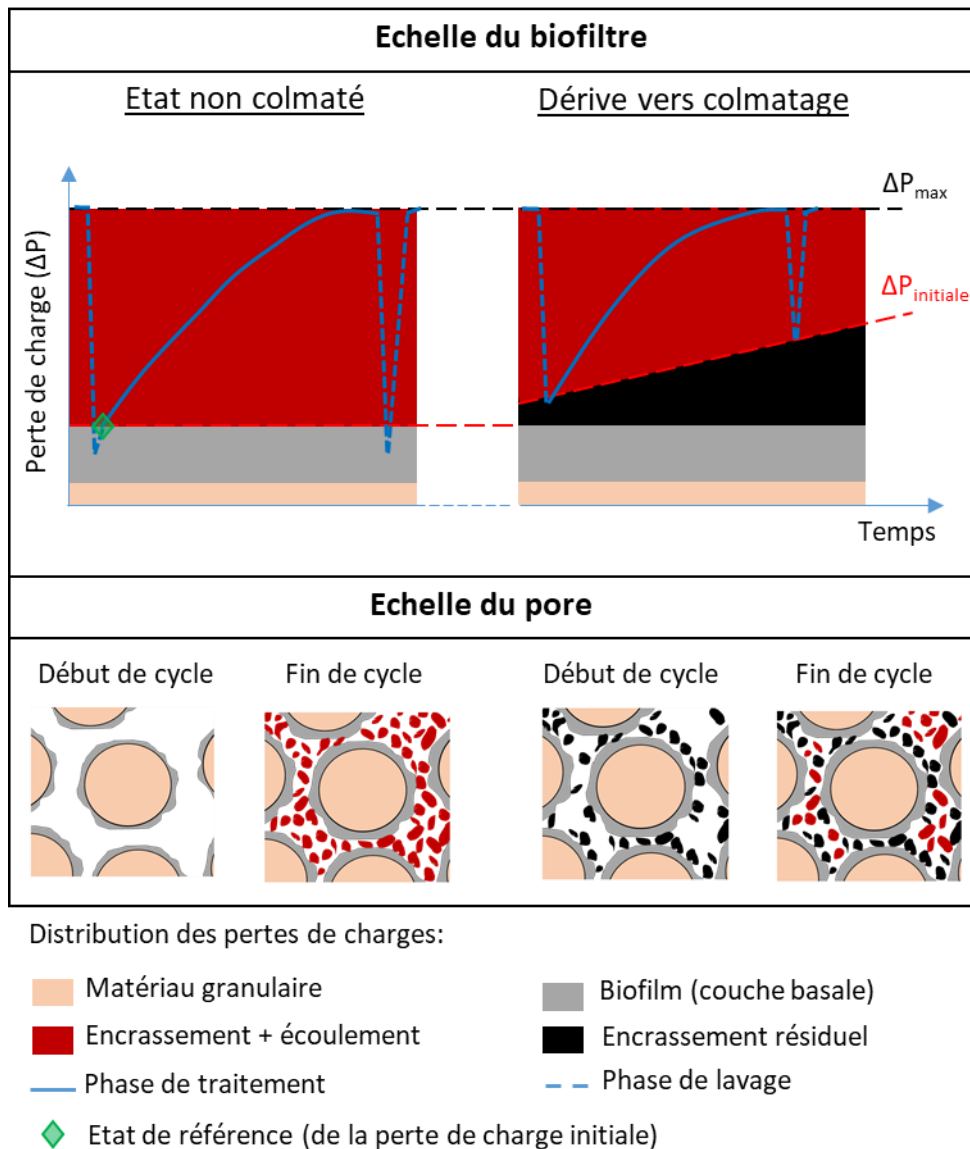 Echelle du biofiltre
Etat non colmaté
Dérive vers colmatage
ΔPmax
ΔPinitiale
Perte de charge (ΔP)
Temps
Echelle du pore
Début de cycle
Fin de cycle
Début de cycle
Fin de cycle
Distribution des pertes de charges:
Matériau granulaire
Biofilm (couche basale)
Encrassement + écoulement
Encrassement résiduel
Phase de traitement
Phase de lavage
Etat de référence (de la perte de charge initiale)